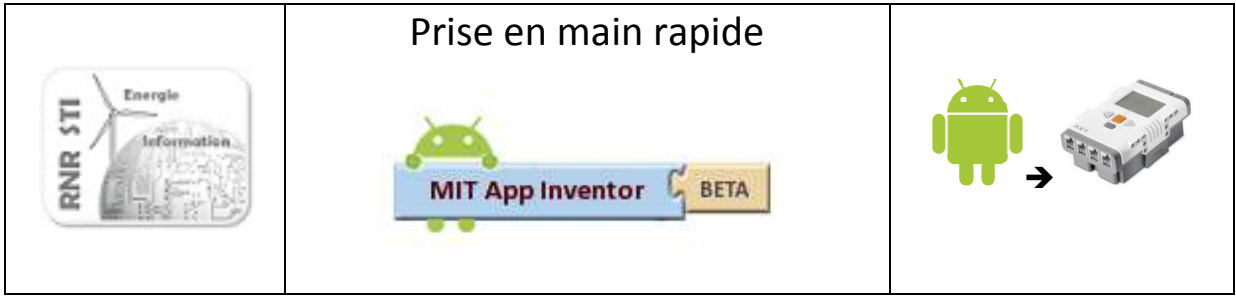 RNR STI
Energie
Information
Prise en main rapide
MIT App Inventor BETA